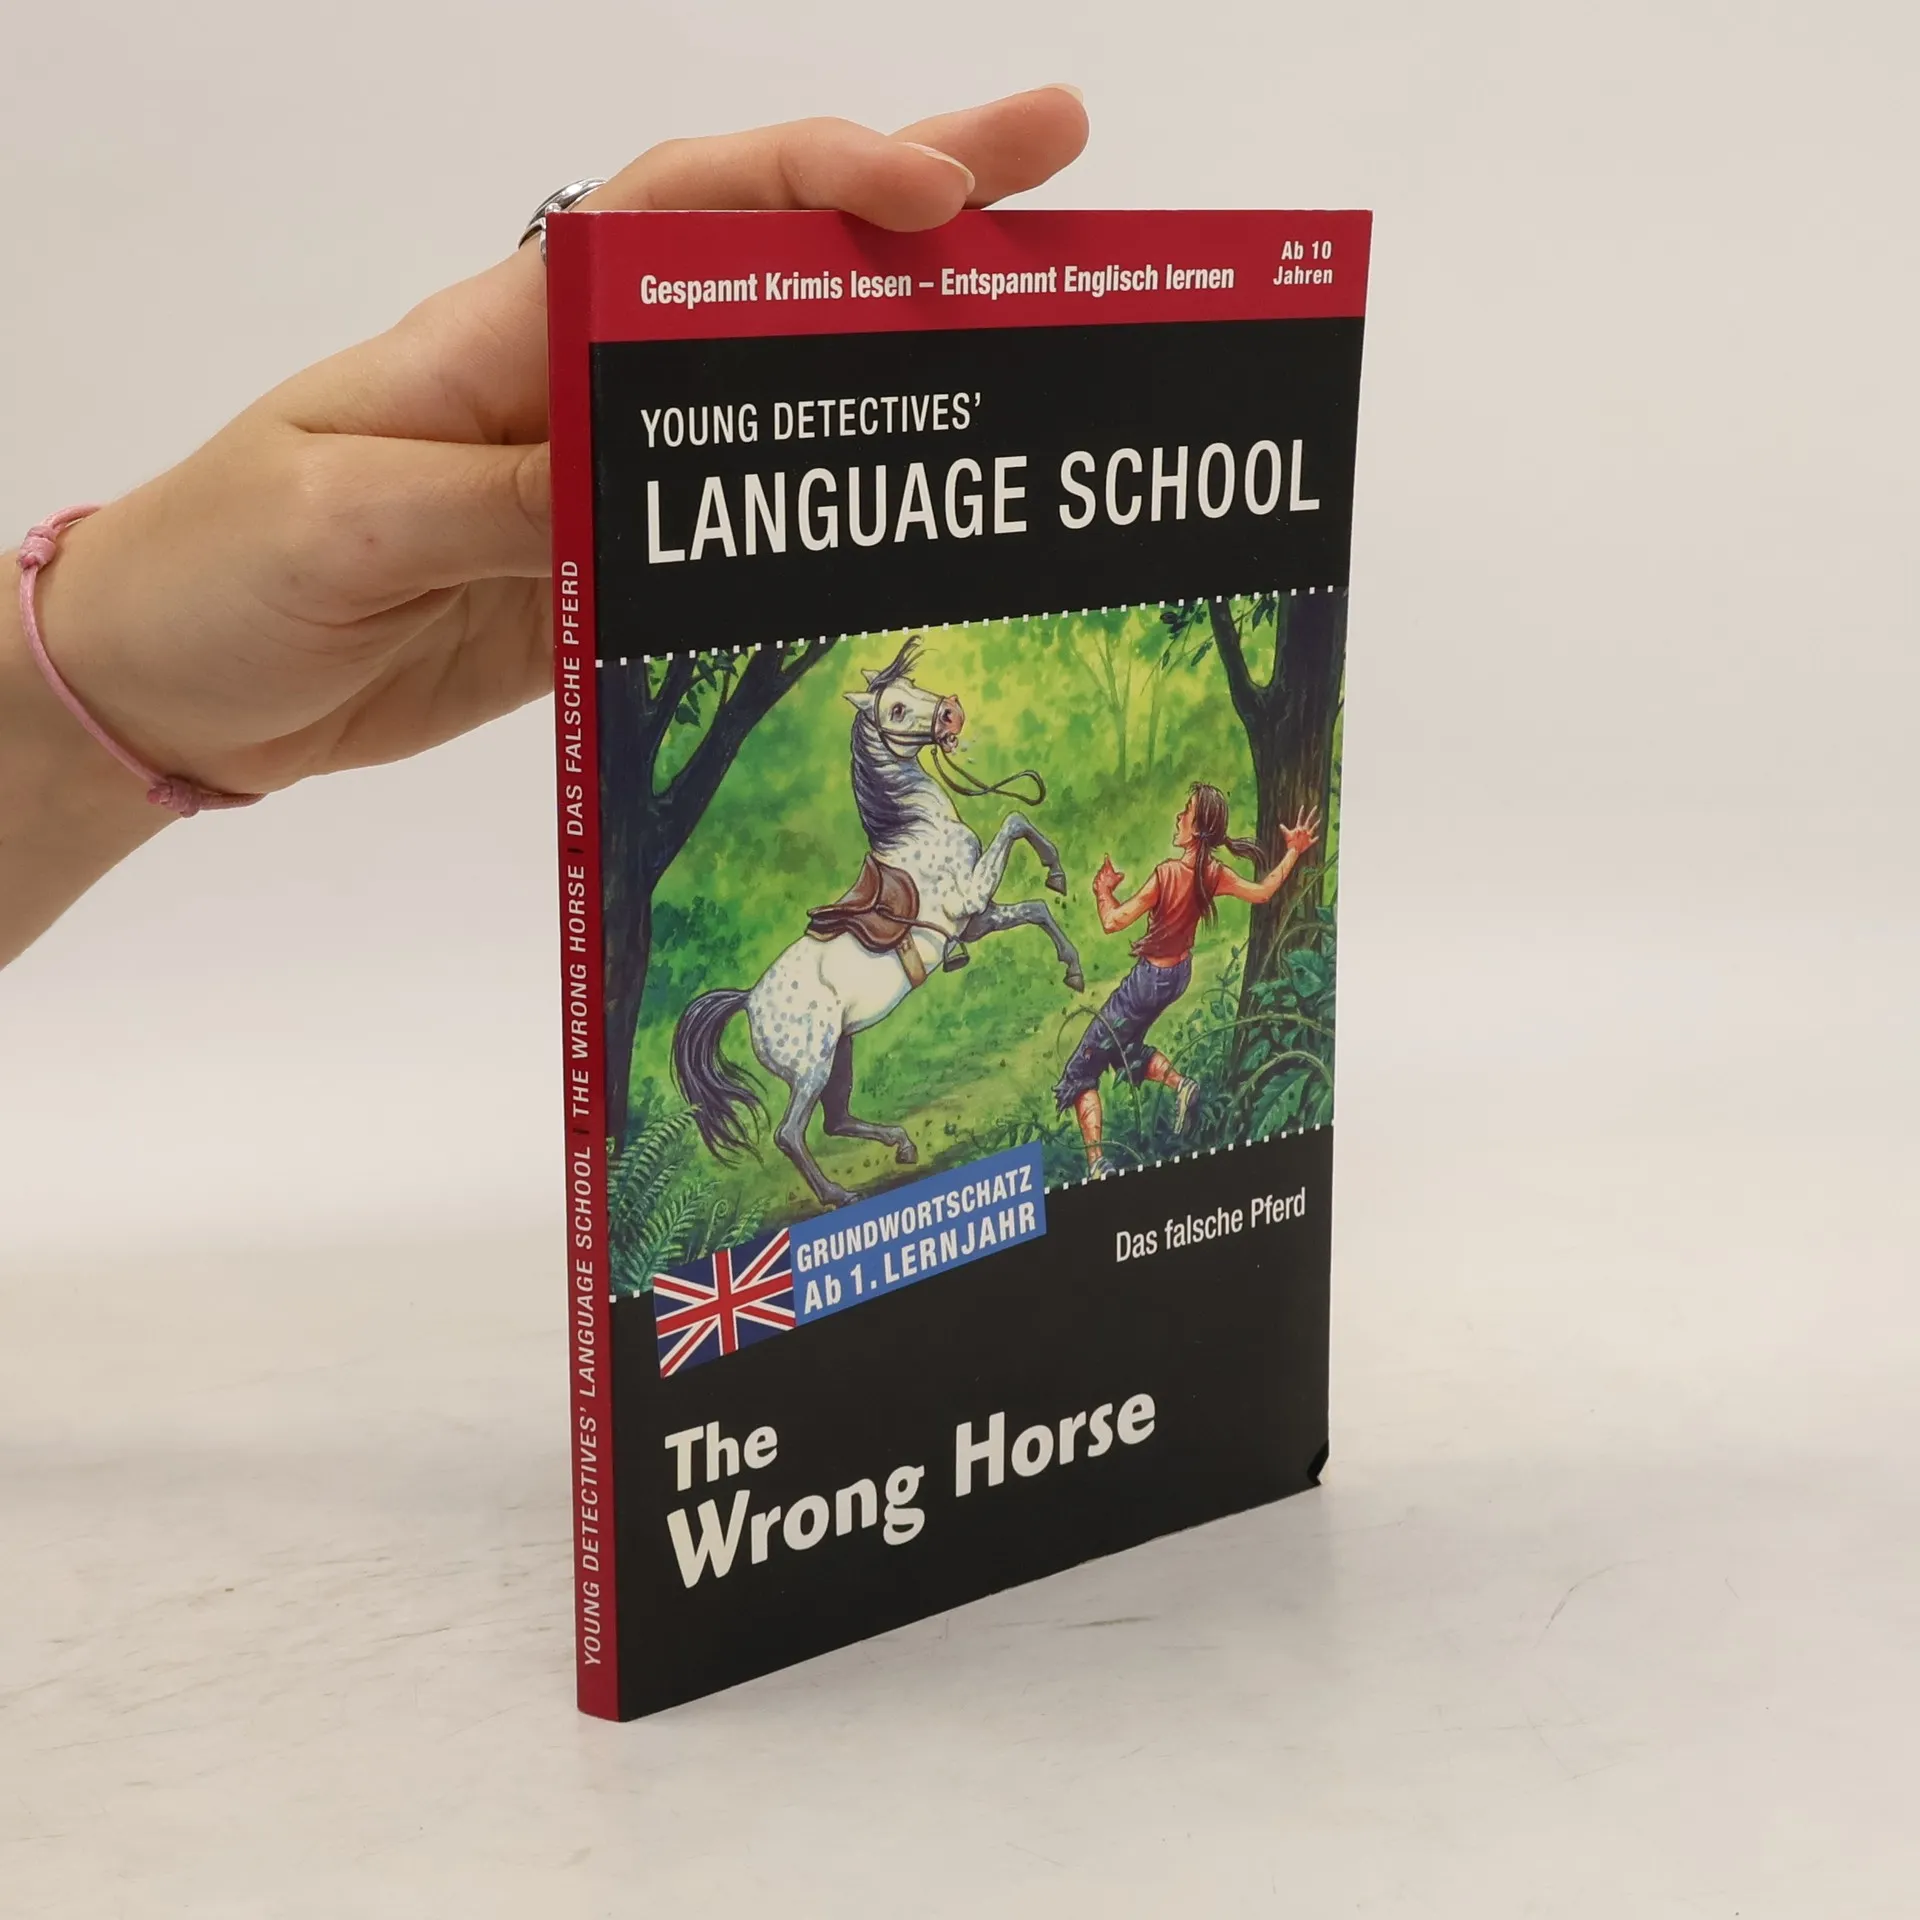 Gespannt Krimis lesen – Entspannt Englisch lernen
Ab 10
Jahren
YOUNG DETECTIVES'
LANGUAGE SCHOOL
GRUNDWORTSCHATZ
Ab 1. LERNJAHR
Das falsche Pferd
The
Wrong Horse
YOUNG DETECTIVES' LANGUAGE SCHOOL | THE WRONG HORSE | DAS FALSCHE PFERD